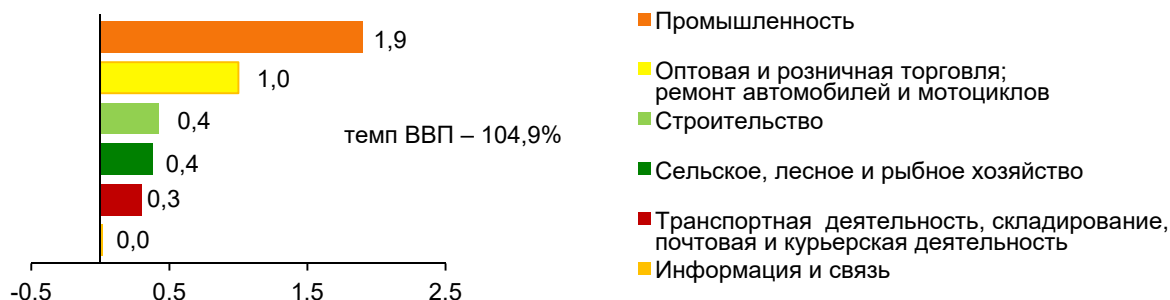 1,9
1,0
0,4
0,4
0,3
0,0
темп ВВП – 104,9%
-0.5
0.5
1.5
2.5
Промышленность
Оптовая и розничная торговля;
ремонт автомобилей и мотоциклов
Строительство
Сельское, лесное и рыбное хозяйство
Транспортная деятельность, складирование,
почтовая и курьерская деятельность
Информация и связь